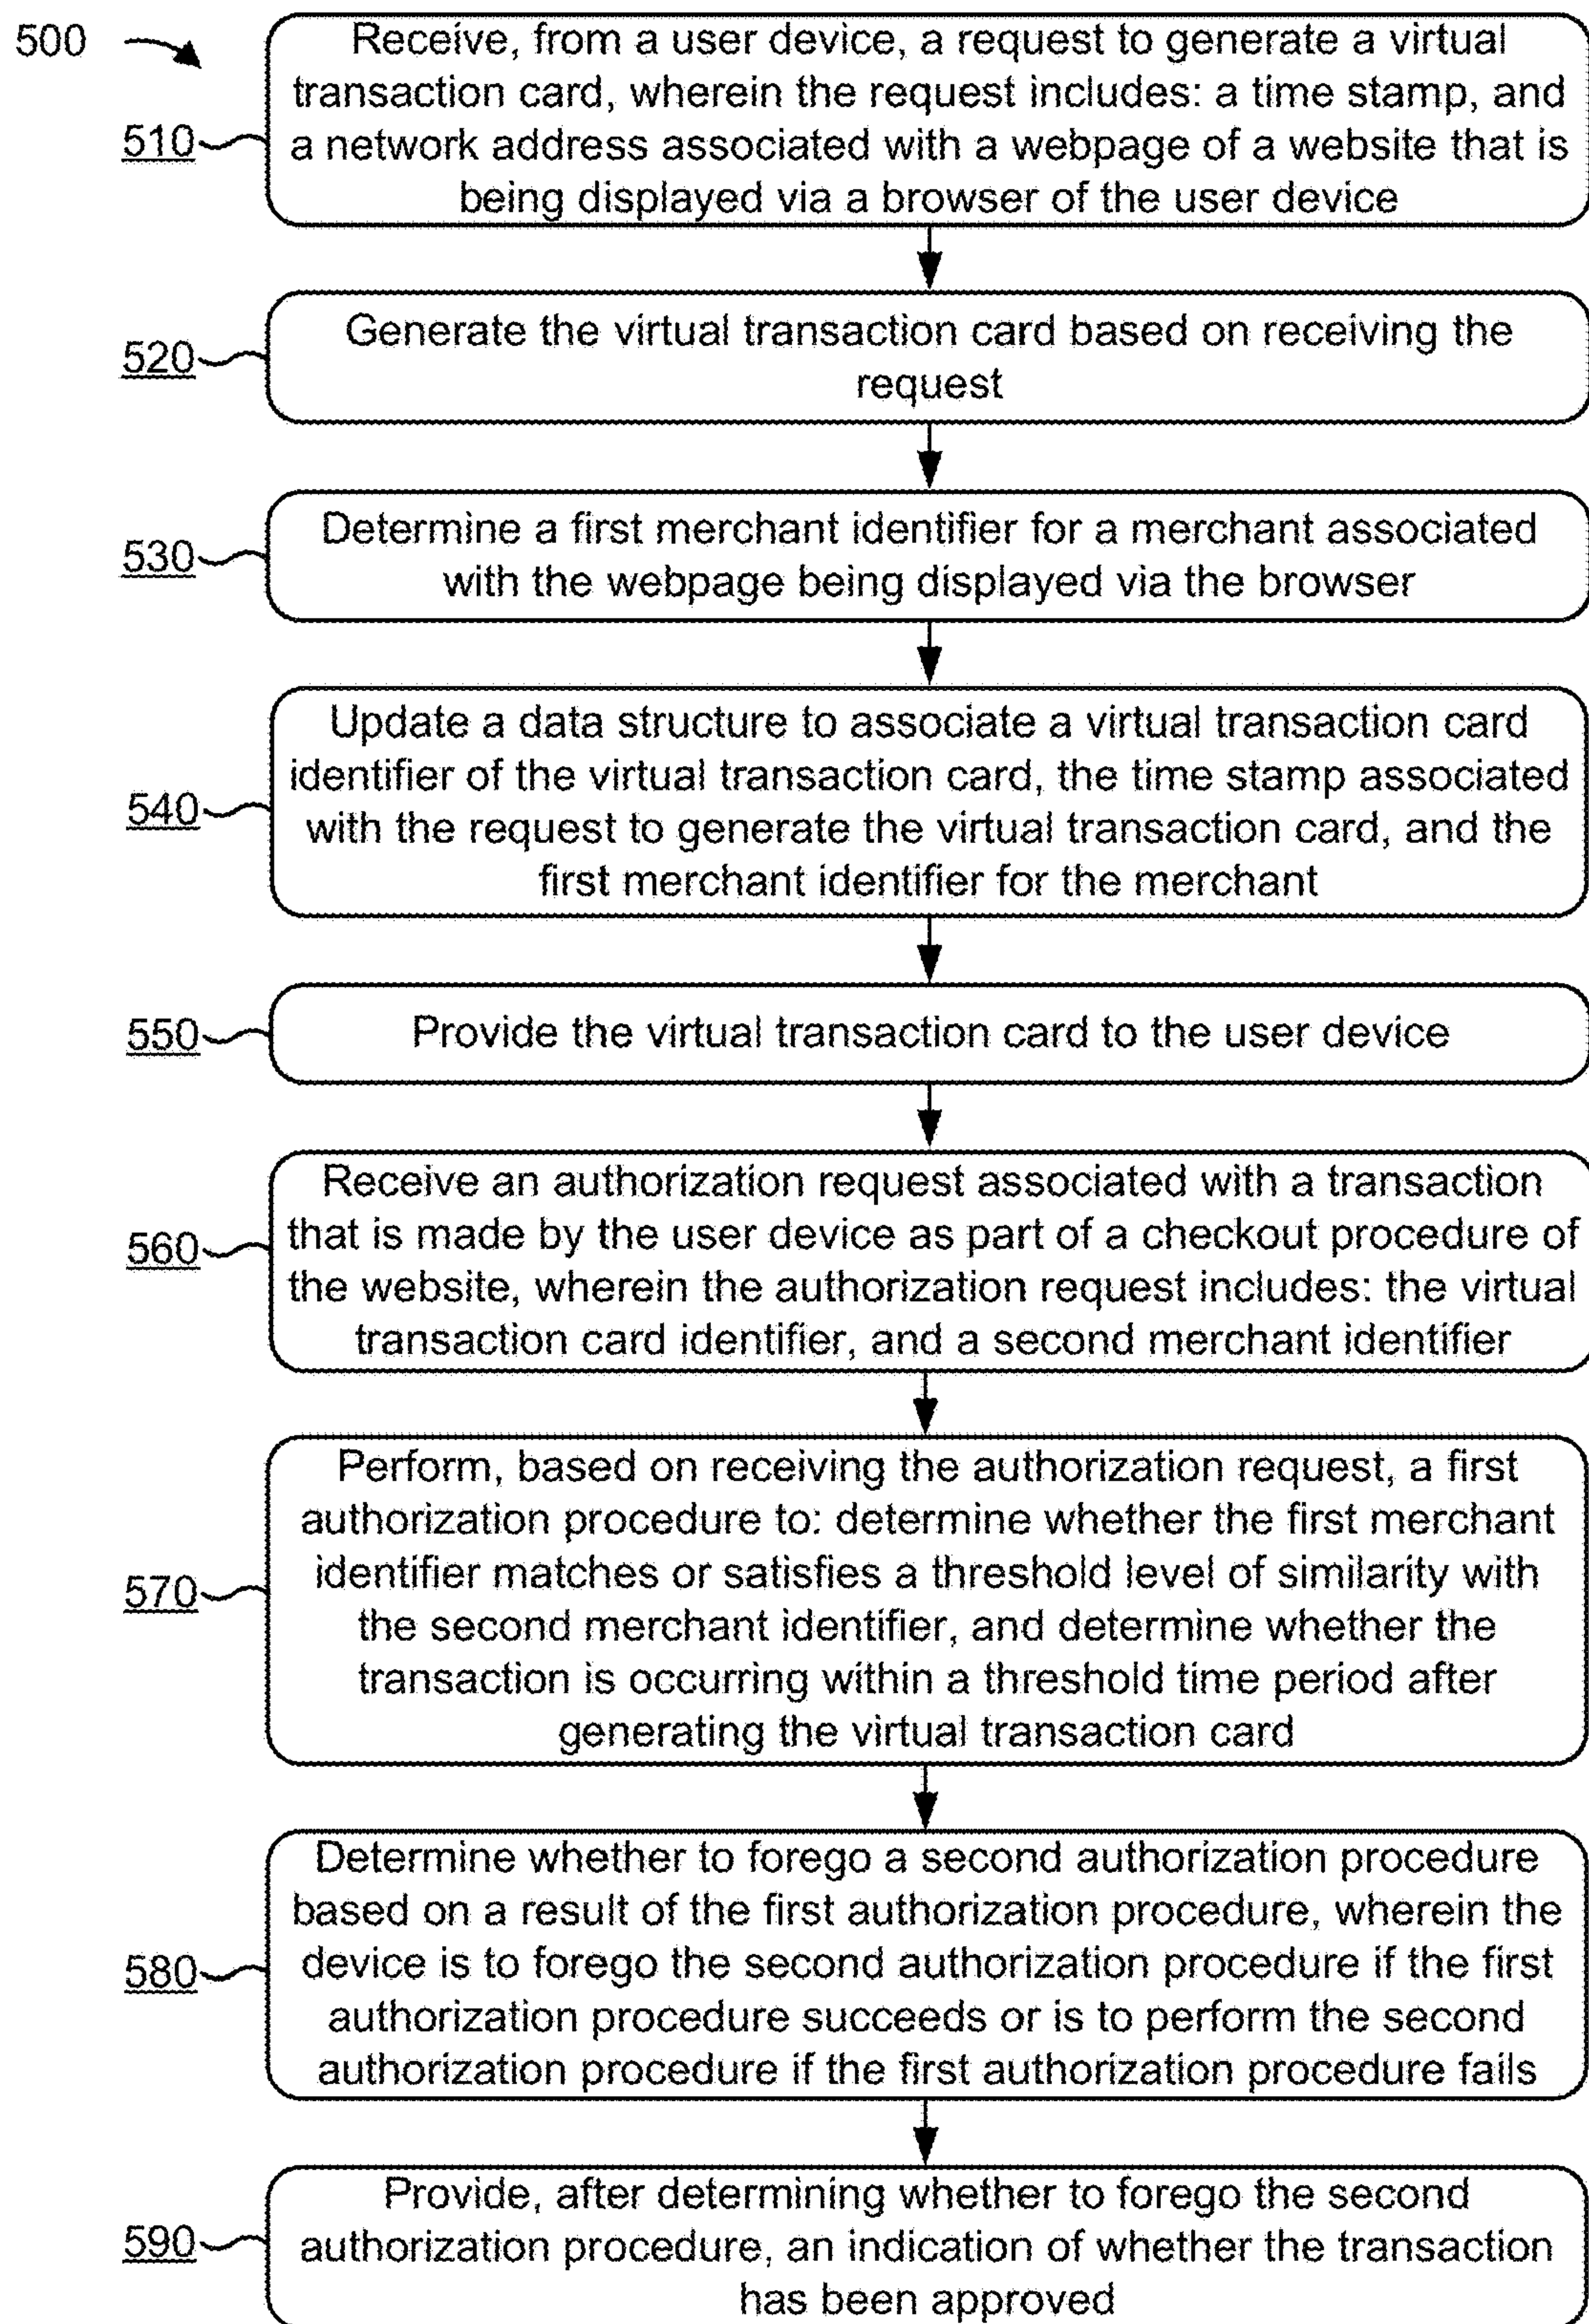 500
Receive, from a user device, a request to generate a virtual
transaction card, wherein the request includes: a time stamp, and
510
a network address associated with a webpage of a website that is
being displayed via a browser of the user device
Generate the virtual transaction card based on receiving the
520
request
Determine a first merchant identifier for a merchant associated
530
with the webpage being displayed via the browser
Update a data structure to associate a virtual transaction card
identifier of the virtual transaction card, the time stamp associated
540
with the request to generate the virtual transaction card, and the
first merchant identifier for the merchant
550
Provide the virtual transaction card to the user device
Receive an authorization request associated with a transaction
that is made by the user device as part of a checkout procedure of
560
the website, wherein the authorization request includes: the virtual
transaction card identifier, and a second merchant identifier
Perform, based on receiving the authorization request, a first
authorization procedure to: determine whether the first merchant
identifier matches or satisfies a threshold level of similarity with
570
the second merchant identifier, and determine whether the
transaction is occurring within a threshold time period after
generating the virtual transaction card
Determine whether to forego a second authorization procedure
based on a result of the first authorization procedure, wherein the
580
device is to forego the second authorization procedure if the first
authorization procedure succeeds or is to perform the second
authorization procedure if the first authorization procedure fails
Provide, after determining whether to forego the second
590
authorization procedure, an indication of whether the transaction
has been approved